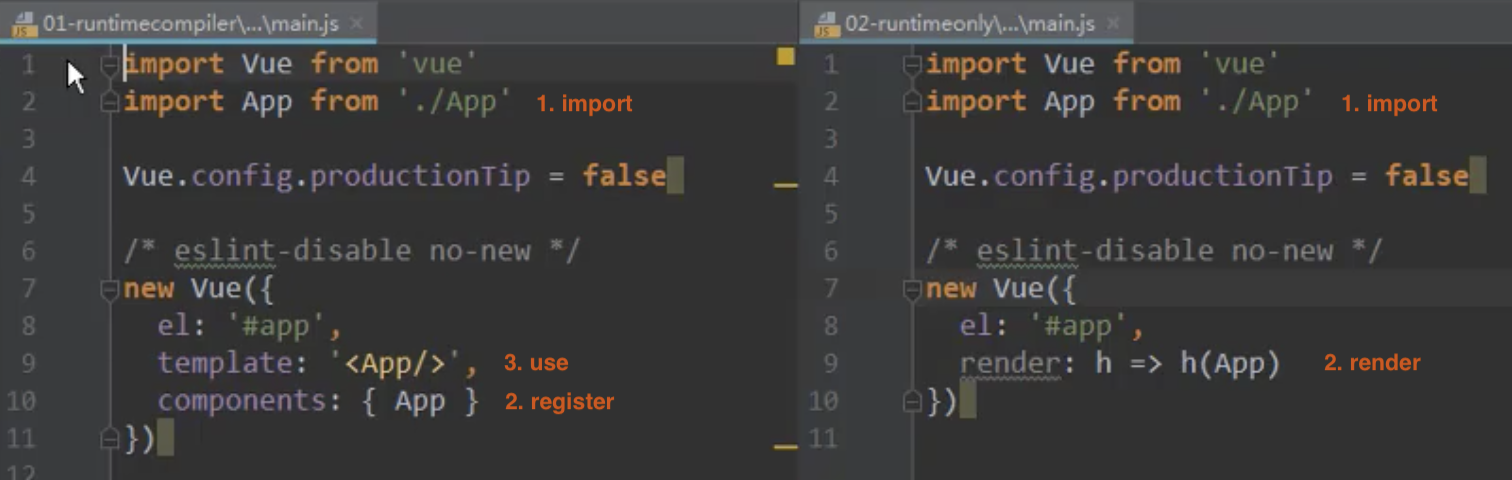 01-runtimecompiler\...\main.js
1 import Vue from 'vue'
2 import App from './App' 1. import
3
4 Vue.config.productionTip = false
5
6 /* eslint-disable no-new */
7 new Vue({
8 el: '#app',
9 template: '<App/>', 3. use
10 components: { App } 2. register
11 })
12
02-runtimeonly\...\main.js
1 import Vue from 'vue'
2 import App from './App' 1. import
3
4 Vue.config.productionTip = false
5
6 /* eslint-disable no-new */
7 new Vue({
8 el: '#app',
9 render: h => h(App) 2. render
10 })
11